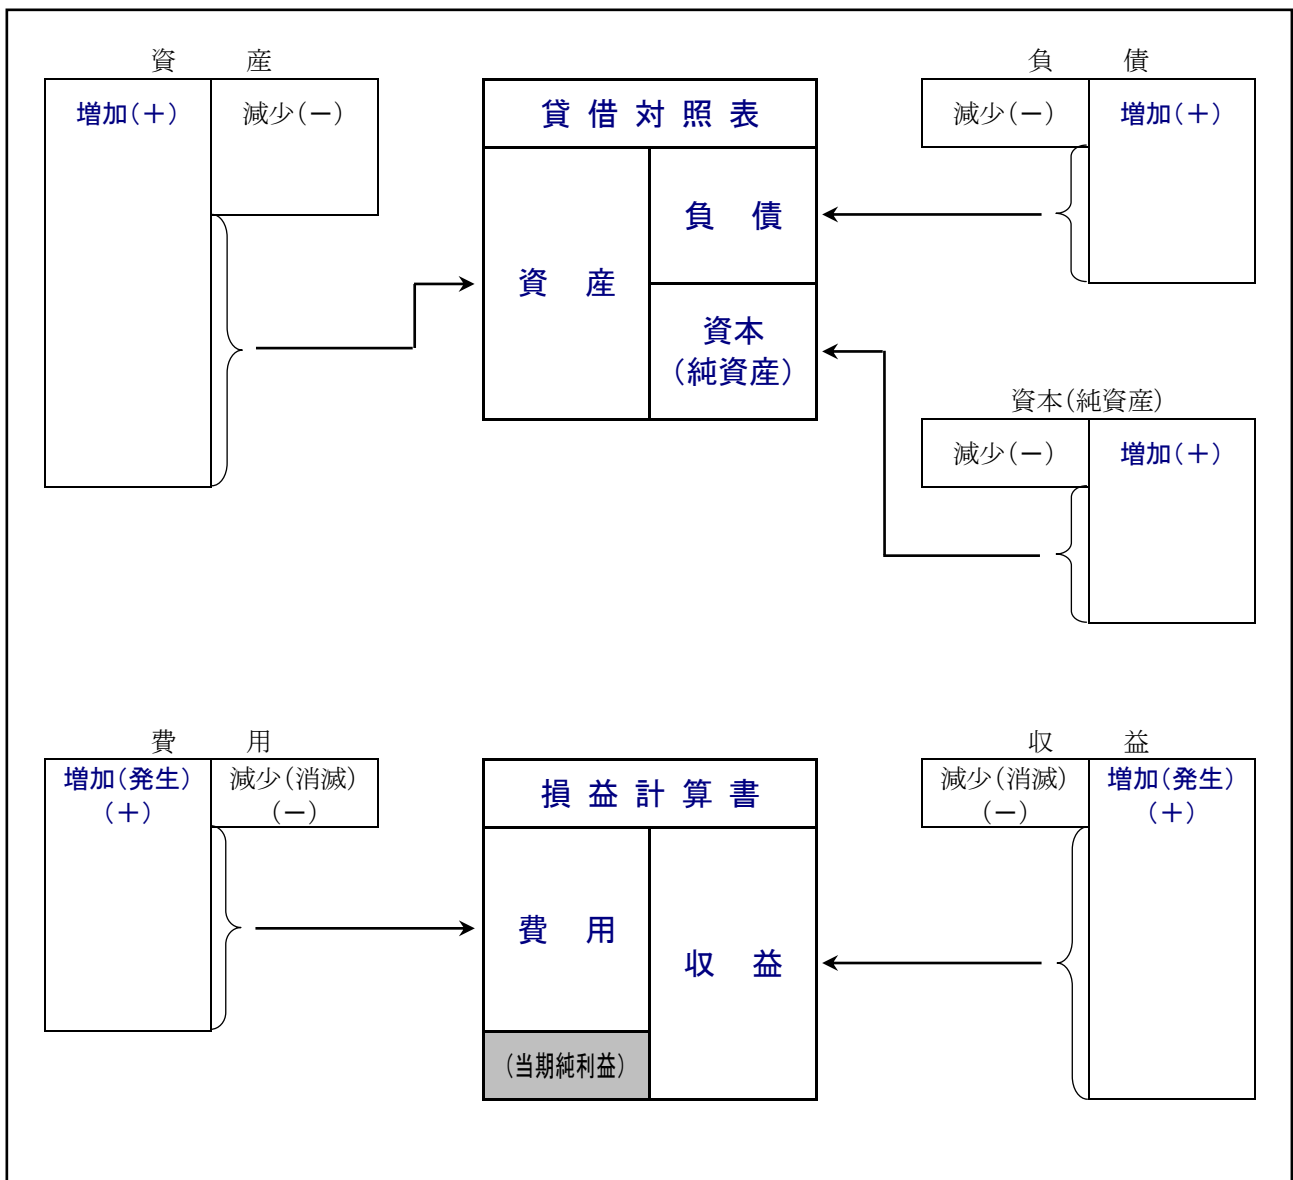 資　産
増加(＋)
減少(－)
貸借対照表
資　産
負　債
資本
(純資産)
負　債
減少(－)
増加(＋)
資本(純資産)
減少(－)
増加(＋)
費　用
増加(発生)
(＋)
減少(消滅)
(－)
損益計算書
費　用
(当期純利益)
収　益
収　益
減少(消滅)
(－)
増加(発生)
(＋)